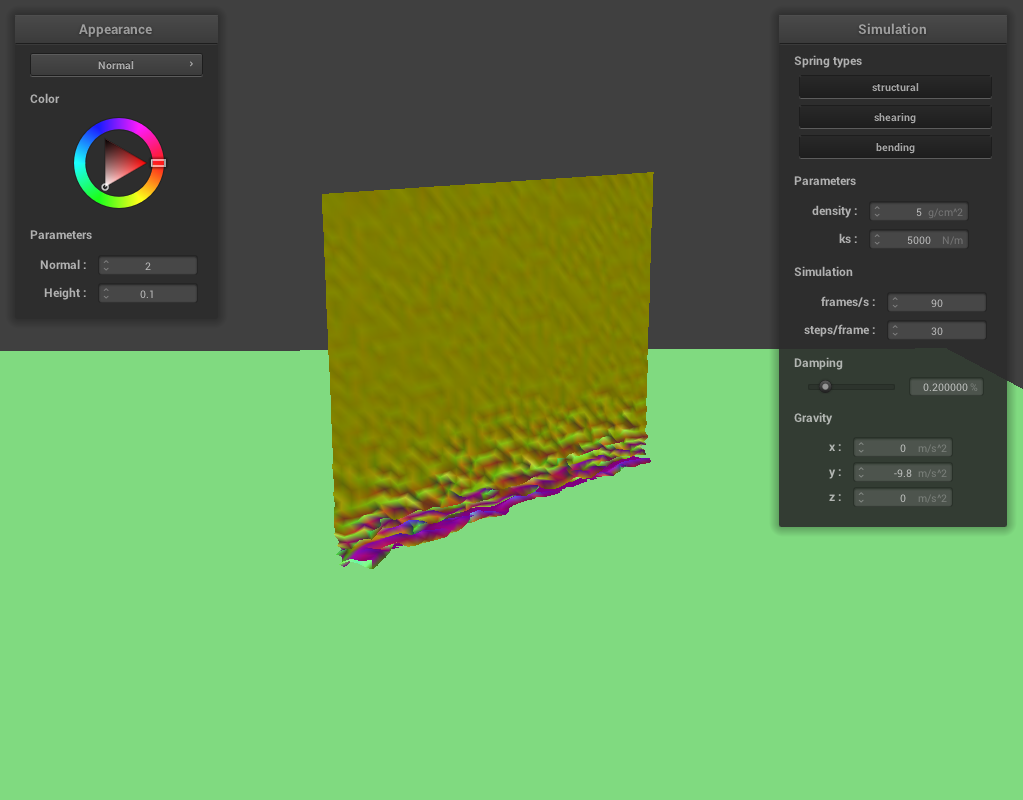 Appearance
Normal
Color
Parameters
Normal :
2
Height :
0.1
Simulation
Spring types
structural
shearing
bending
Parameters
density :
5 g/cm^2
ks :
5000 N/m
Simulation
frames/s :
90
steps/frame :
30
Damping
0.200000 %
Gravity
x :
0 m/s^2
y :
-9.8 m/s^2
z :
0 m/s^2